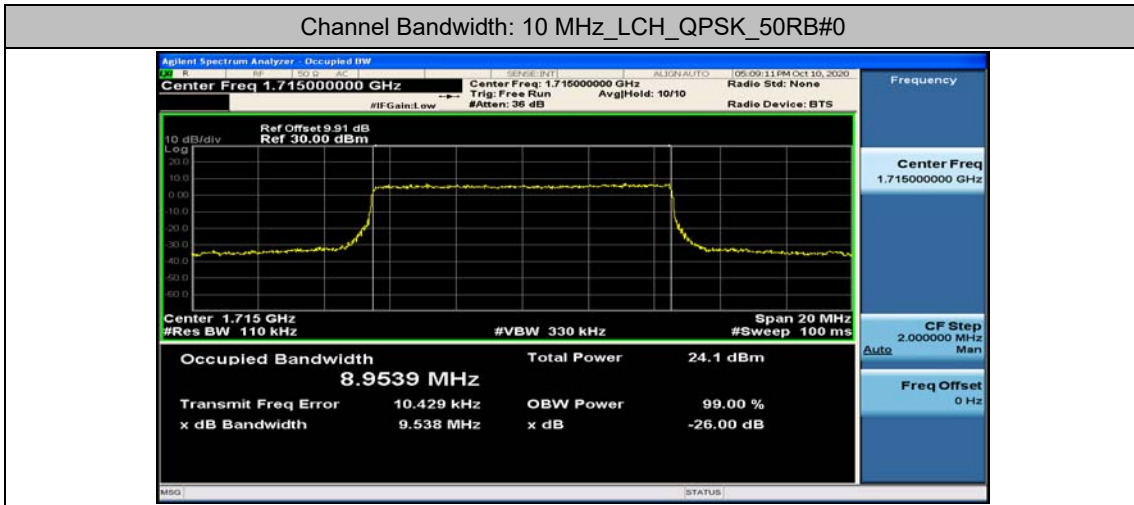 Channel Bandwidth: 10 MHz_LCH_QPSK_50RB#0
Agilent Spectrum Analyzer - Occupied BW
LXI R RF 50 Ω AC SENSE:INT ALIGN AUTO 05:09:11 PM Oct 10, 2020
Center Freq 1.715000000 GHz
Center Freq: 1.715000000 GHz
Radio Std: None
Trig: Free Run Avg|Hold: 10/10
#IFGain:Low #Atten: 36 dB Radio Device: BTS
Frequency
Ref Offset 9.91 dB
10 dB/div Ref 30.00 dBm
Log
20.0
10.0
0.00
-10.0
-20.0
-30.0
-40.0
-50.0
-60.0
Center Freq
1.715000000 GHz
Center 1.715 GHz Span 20 MHz
#Res BW 110 kHz #VBW 330 kHz #Sweep 100 ms
CF Step
2.000000 MHz
Auto Man
Occupied Bandwidth Total Power 24.1 dBm
8.9539 MHz
Freq Offset
0 Hz
Transmit Freq Error 10.429 kHz OBW Power 99.00 %
x dB Bandwidth 9.538 MHz x dB -26.00 dB
MSG STATUS